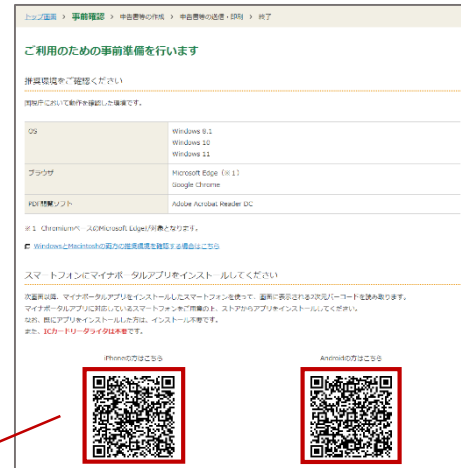 トップ画面 > 事前確認 > 申告書等の作成 > 申告書等の送信・印刷 > 終了
ご利用のための事前準備を行います
推奨環境をご確認ください
国税庁において動作を確認した環境です。
OS
Windows 8.1
Windows 10
Windows 11
ブラウザ
Microsoft Edge（※1）
Google Chrome
PDF閲覧ソフト
Adobe Acrobat Reader DC
※1 ChromiumベースのMicrosoft Edgeが対象となります。
WindowsとMacintoshの両方の推奨環境を確認する場合はこちら
スマートフォンにマイナポータルアプリをインストールしてください
次画面以降、マイナポータルアプリをインストールしたスマートフォンを使って、画面に表示される2次元バーコードを読み取ります。
マイナポータルアプリに対応しているスマートフォンをご用意の上、ストアからアプリをインストールしてください。
なお、既にアプリをインストールした方は、インストール不要です。
また、ICカードリーダライタは不要です。
iPhoneの方はこちら
Androidの方はこちら